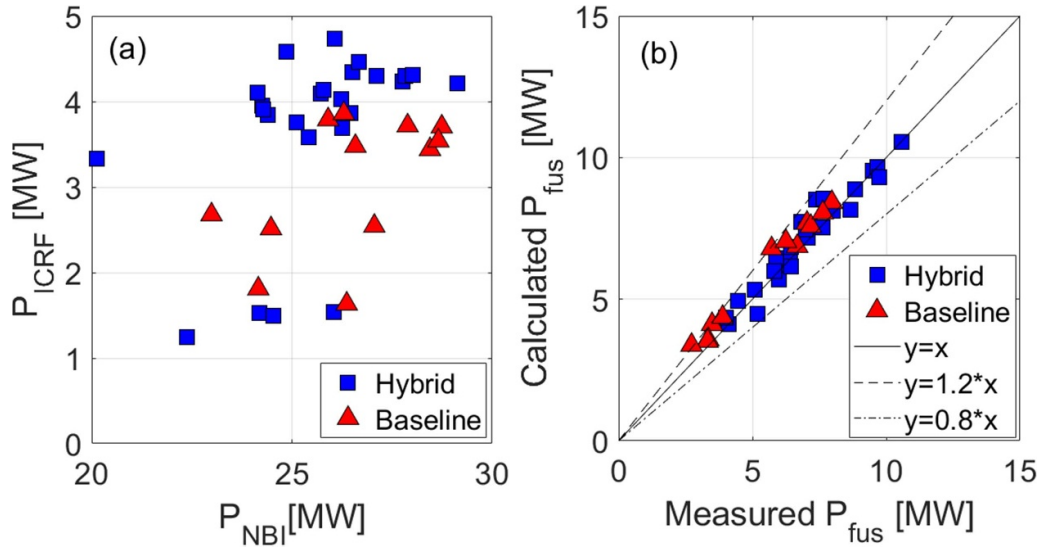 (a)
P_ICRF [MW]
5
4
3
2
1
0
20
25
30
P_NBI[MW]
Hybrid
Baseline
(b)
Calculated P_fus [MW]
15
10
5
0
0
5
10
15
Measured P_fus [MW]
Hybrid
Baseline
y=x
y=1.2*x
y=0.8*x